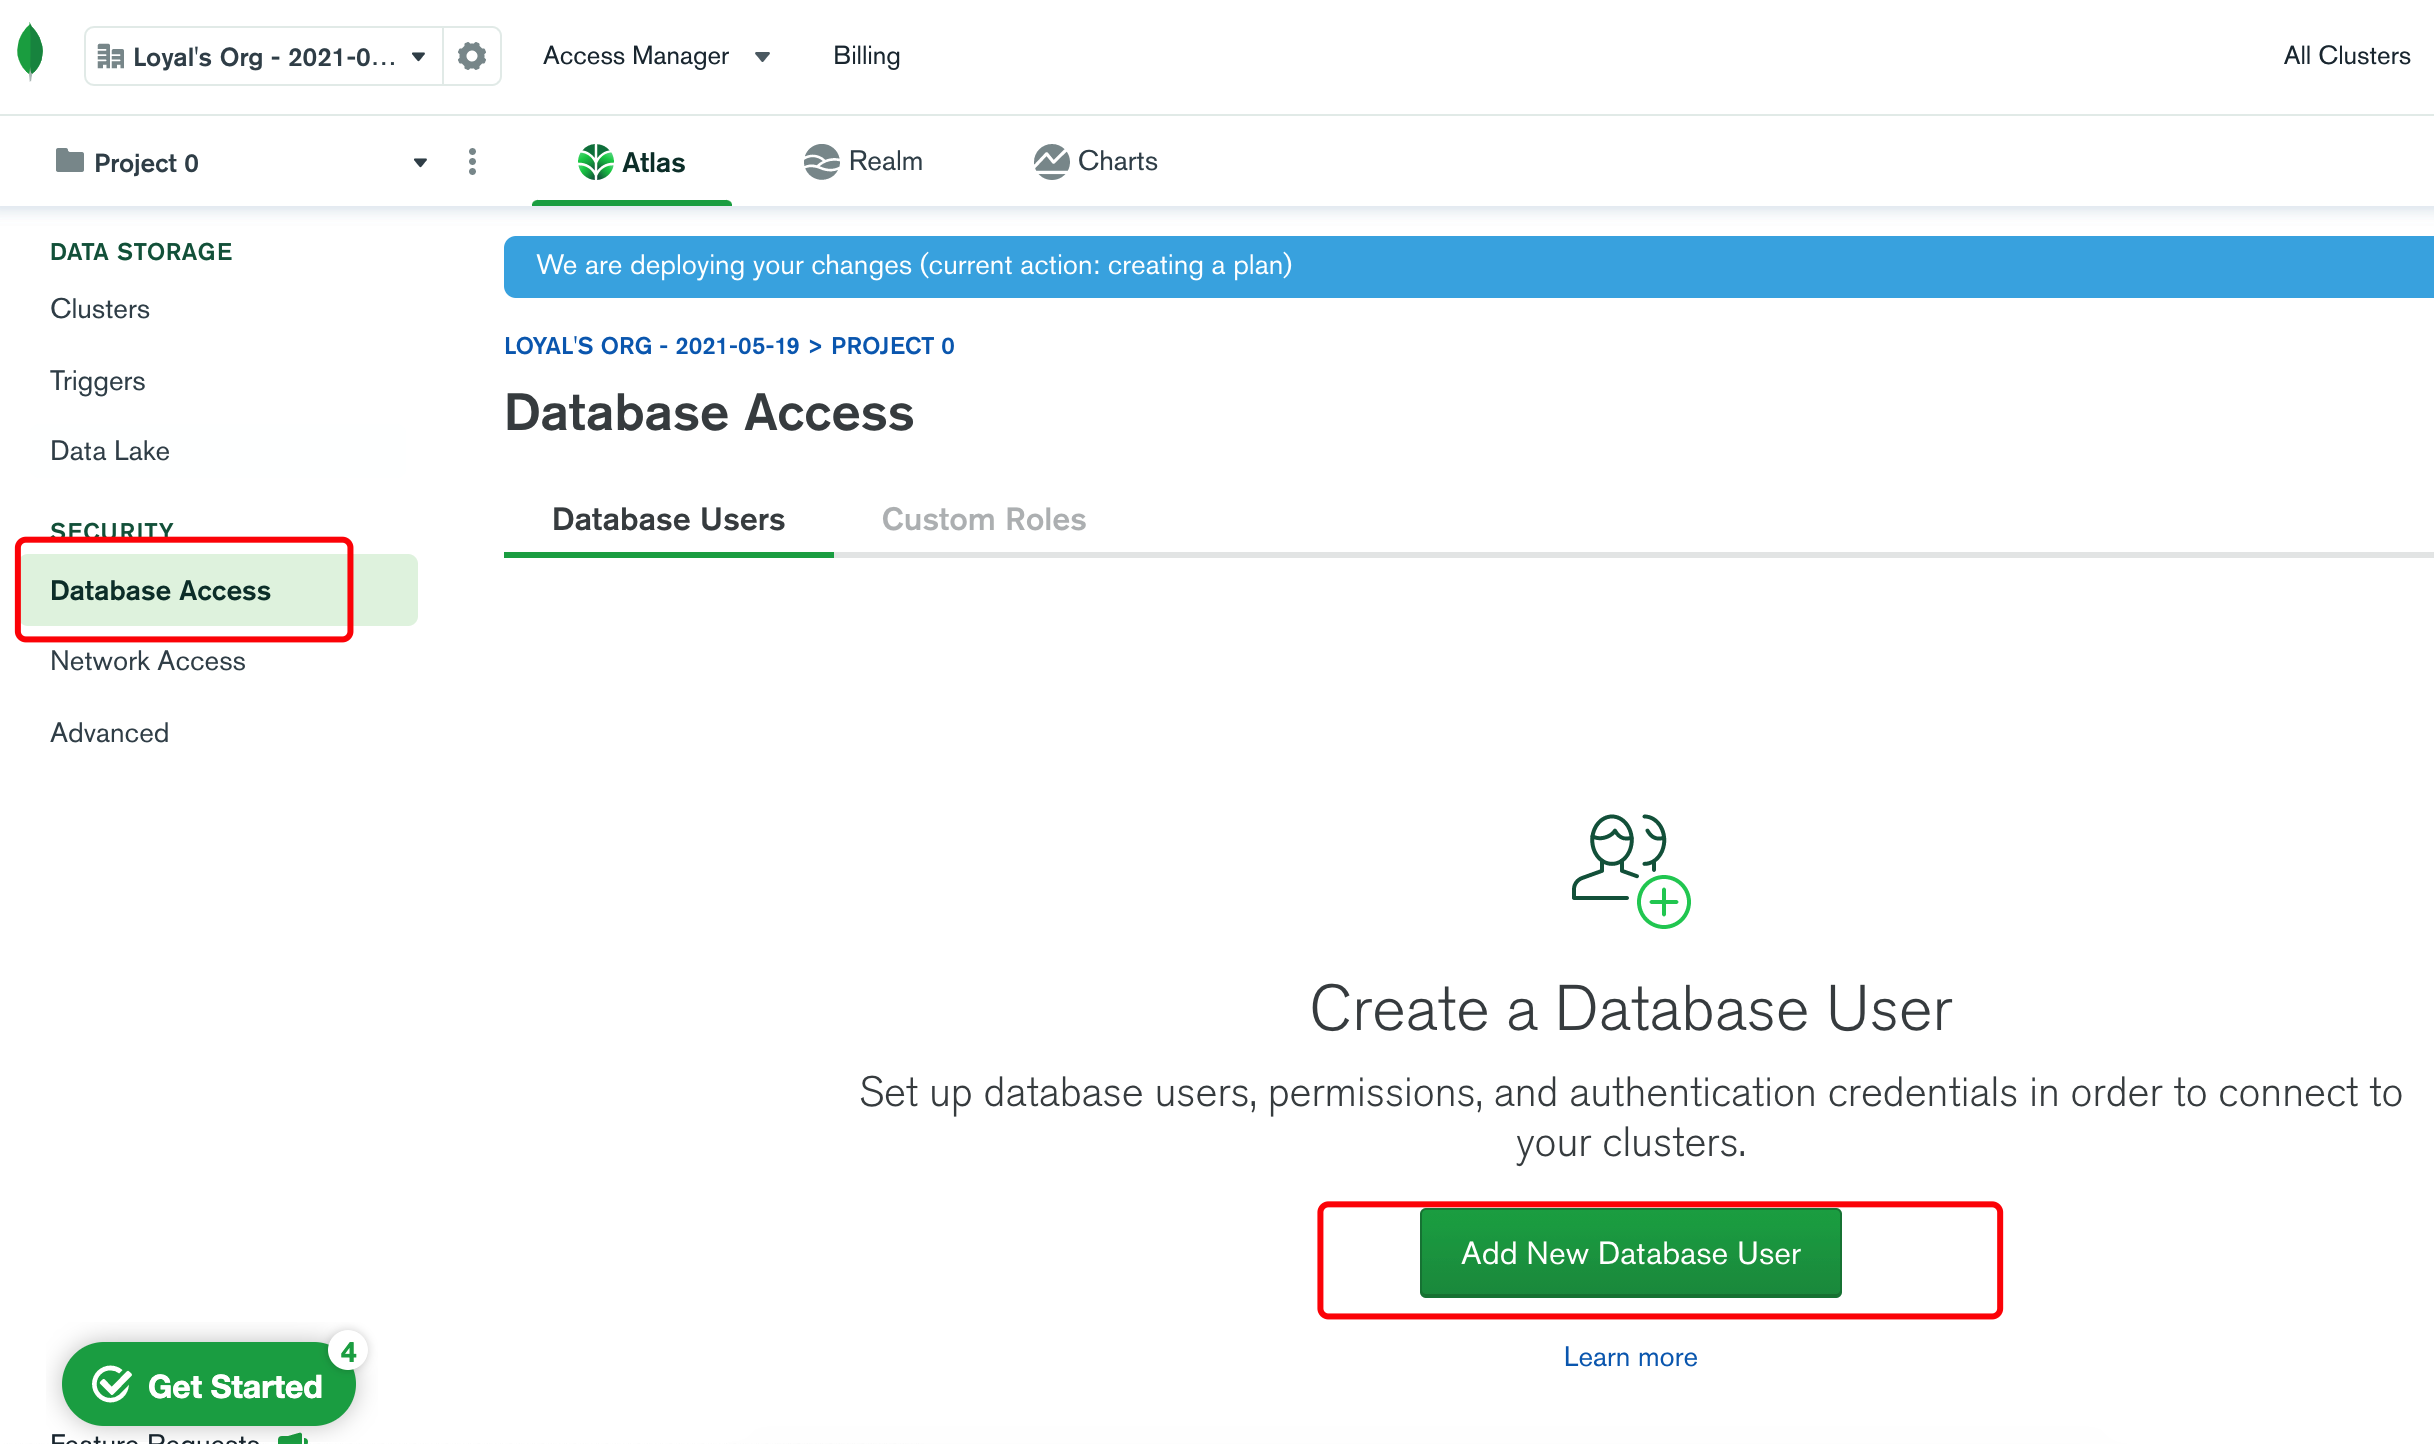 Loyal's Org - 2021-0...
Access Manager
Billing
All Clusters
Project 0
Atlas
Realm
Charts
DATA STORAGE
Clusters
Triggers
Data Lake
SECURITY
Database Access
Network Access
Advanced
We are deploying your changes (current action: creating a plan)
LOYAL'S ORG - 2021-05-19 > PROJECT 0
Database Access
Database Users
Custom Roles
Create a Database User
Set up database users, permissions, and authentication credentials in order to connect to
your clusters.
Add New Database User
Learn more
4
Get Started
Feature Requests